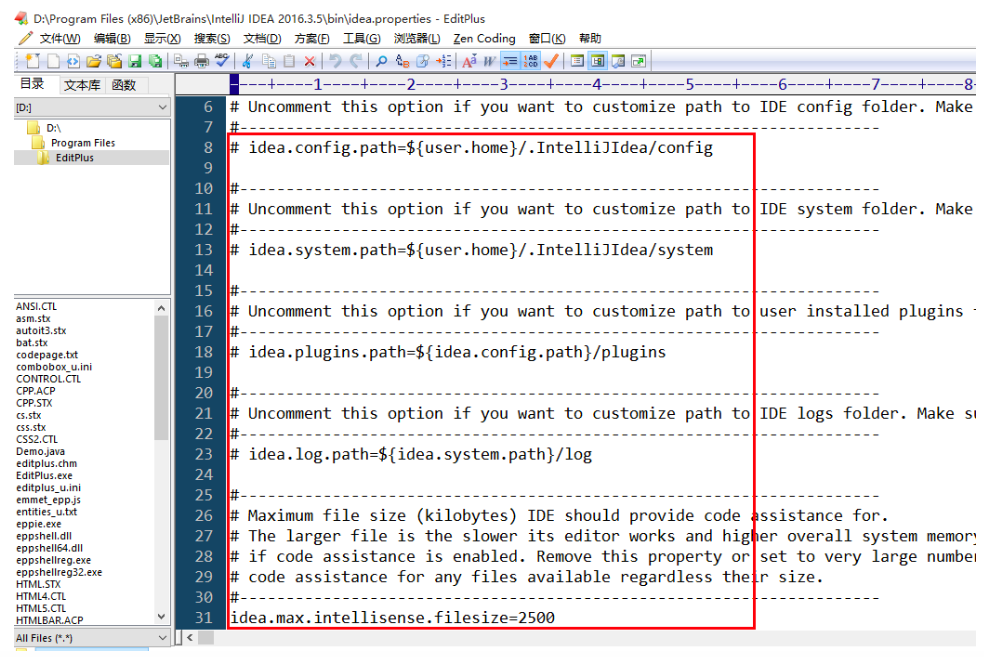 D:\Program Files (x86)\JetBrains\IntelliJ IDEA 2016.3.5\bin\idea.properties - EditPlus
文件(W) 编辑(B) 显示(X) 搜索(S) 文档(D) 方案(F) 工具(G) 浏览器(L) Zen Coding 窗口(K) 帮助
目录 文本库 函数
----+----1----+----2----+----3----+----4----+----5----+----6----+----7----+----8
[D:]
D:\
Program Files
EditPlus
6 # Uncomment this option if you want to customize path to IDE config folder. Make
7 #-----------------------------------------------------------------------
8 # idea.config.path=${user.home}/.IntelliJIdea/config
9
10 #-----------------------------------------------------------------------
11 # Uncomment this option if you want to customize path to IDE system folder. Make
12 #-----------------------------------------------------------------------
13 # idea.system.path=${user.home}/.IntelliJIdea/system
14
15 #-----------------------------------------------------------------------
16 # Uncomment this option if you want to customize path to user installed plugins
17 #-----------------------------------------------------------------------
18 # idea.plugins.path=${idea.config.path}/plugins
19
20 #-----------------------------------------------------------------------
21 # Uncomment this option if you want to customize path to IDE logs folder. Make su
22 #-----------------------------------------------------------------------
23 # idea.log.path=${idea.system.path}/log
24
25 #-----------------------------------------------------------------------
26 # Maximum file size (kilobytes) IDE should provide code assistance for.
27 # The larger file is the slower its editor works and higher overall system memory
28 # if code assistance is enabled. Remove this property or set to very large number
29 # code assistance for any files available regardless their size.
30 #-----------------------------------------------------------------------
31 idea.max.intellisense.filesize=2500
ANSI.CTL
asm.stx
autoit3.stx
bat.stx
codepage.txt
combobox_u.ini
CONTROL.CTL
CPP.ACP
CPP.STX
cs.stx
css.stx
CSS2.CTL
Demo.java
editplus.chm
EditPlus.exe
editplus_u.ini
emmet_epp.js
entities_u.txt
eppie.exe
eppshell.dll
eppshell64.dll
eppshellreg.exe
eppshellreg32.exe
HTML.STX
HTML4.CTL
HTML5.CTL
HTMLBAR.ACP
All Files (*.*)